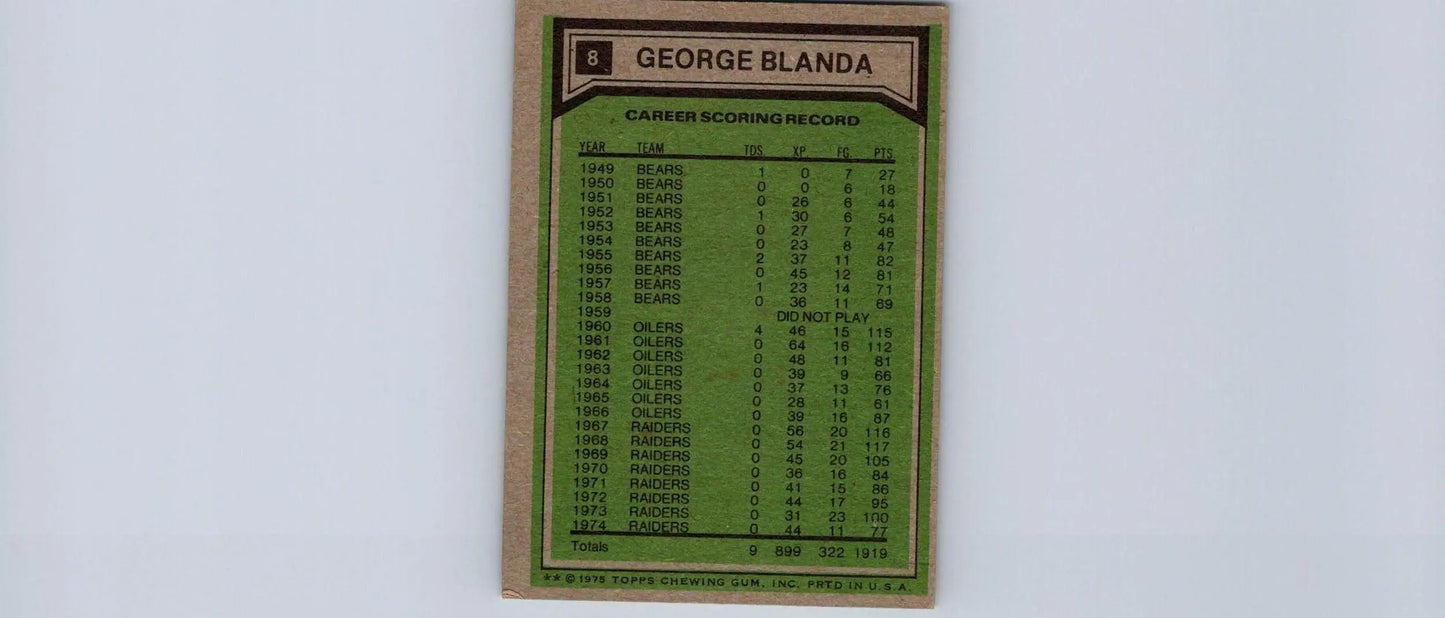 8 GEORGE BLANDA
CAREER SCORING RECORD
YEAR TEAM TDS. XP. FG. PTS.
1949 BEARS 1 0 7 27
1950 BEARS 0 0 6 18
1951 BEARS 0 26 6 44
1952 BEARS 1 30 6 54
1953 BEARS 0 27 7 48
1954 BEARS 0 23 8 47
1955 BEARS 2 37 11 82
1956 BEARS 0 45 12 81
1957 BEARS 1 23 14 71
1958 BEARS 0 36 11 69
1959 DID NOT PLAY
1960 OILERS 4 46 15 115
1961 OILERS 0 64 16 112
1962 OILERS 0 48 11 81
1963 OILERS 0 39 9 66
1964 OILERS 0 37 13 76
1965 OILERS 0 28 11 61
1966 OILERS 0 39 16 87
1967 RAIDERS 0 56 20 116
1968 RAIDERS 0 54 21 117
1969 RAIDERS 0 45 20 105
1970 RAIDERS 0 36 16 84
1971 RAIDERS 0 41 15 86
1972 RAIDERS 0 44 17 95
1973 RAIDERS 0 31 23 100
1974 RAIDERS 0 44 11 77
Totals 9 899 322 1919
** © 1975 TOPPS CHEWING GUM, INC. PRTD IN U.S.A.